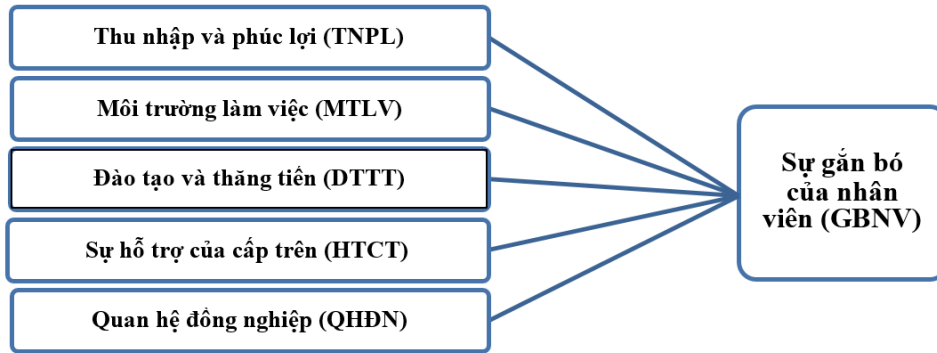 Thu nhập và phúc lợi (TNPL)
Môi trường làm việc (MTLV)
Đào tạo và thăng tiến (DTTT)
Sự hỗ trợ của cấp trên (HTCT)
Quan hệ đồng nghiệp (QHĐN)
Sự gắn bó
của nhân
viên (GBNV)